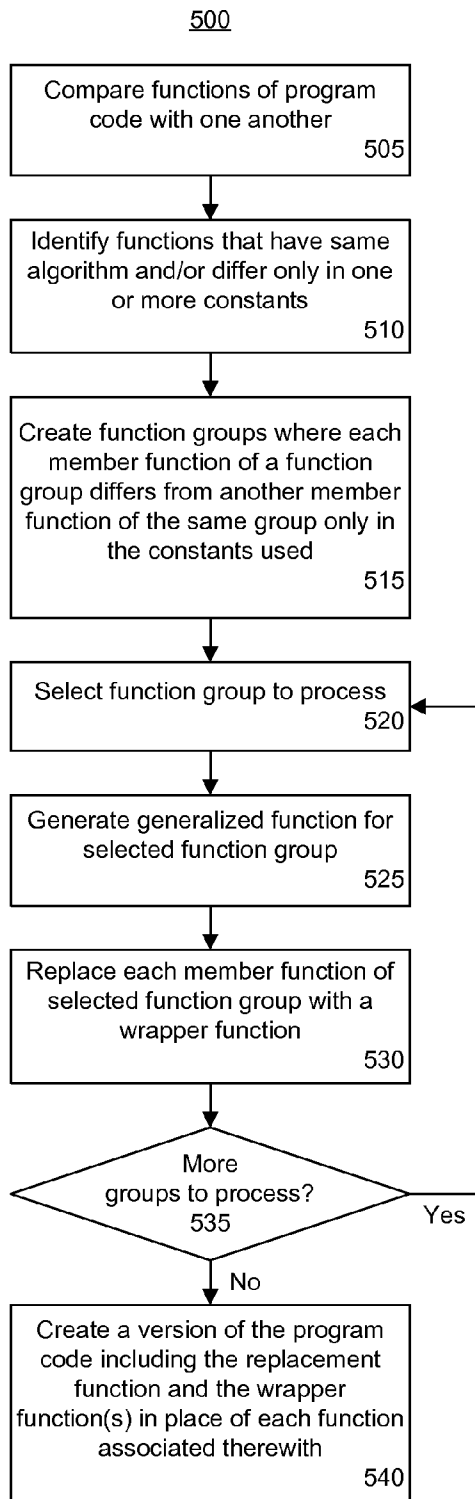 500
Compare functions of program
code with one another
505
Identify functions that have same
algorithm and/or differ only in one
or more constants
510
Create function groups where each
member function of a function
group differs from another member
function of the same group only in
the constants used
515
Select function group to process
520
Generate generalized function for
selected function group
525
Replace each member function of
selected function group with a
wrapper function
530
More
groups to process?
535
Yes
No
Create a version of the program
code including the replacement
function and the wrapper
function(s) in place of each function
associated therewith
540